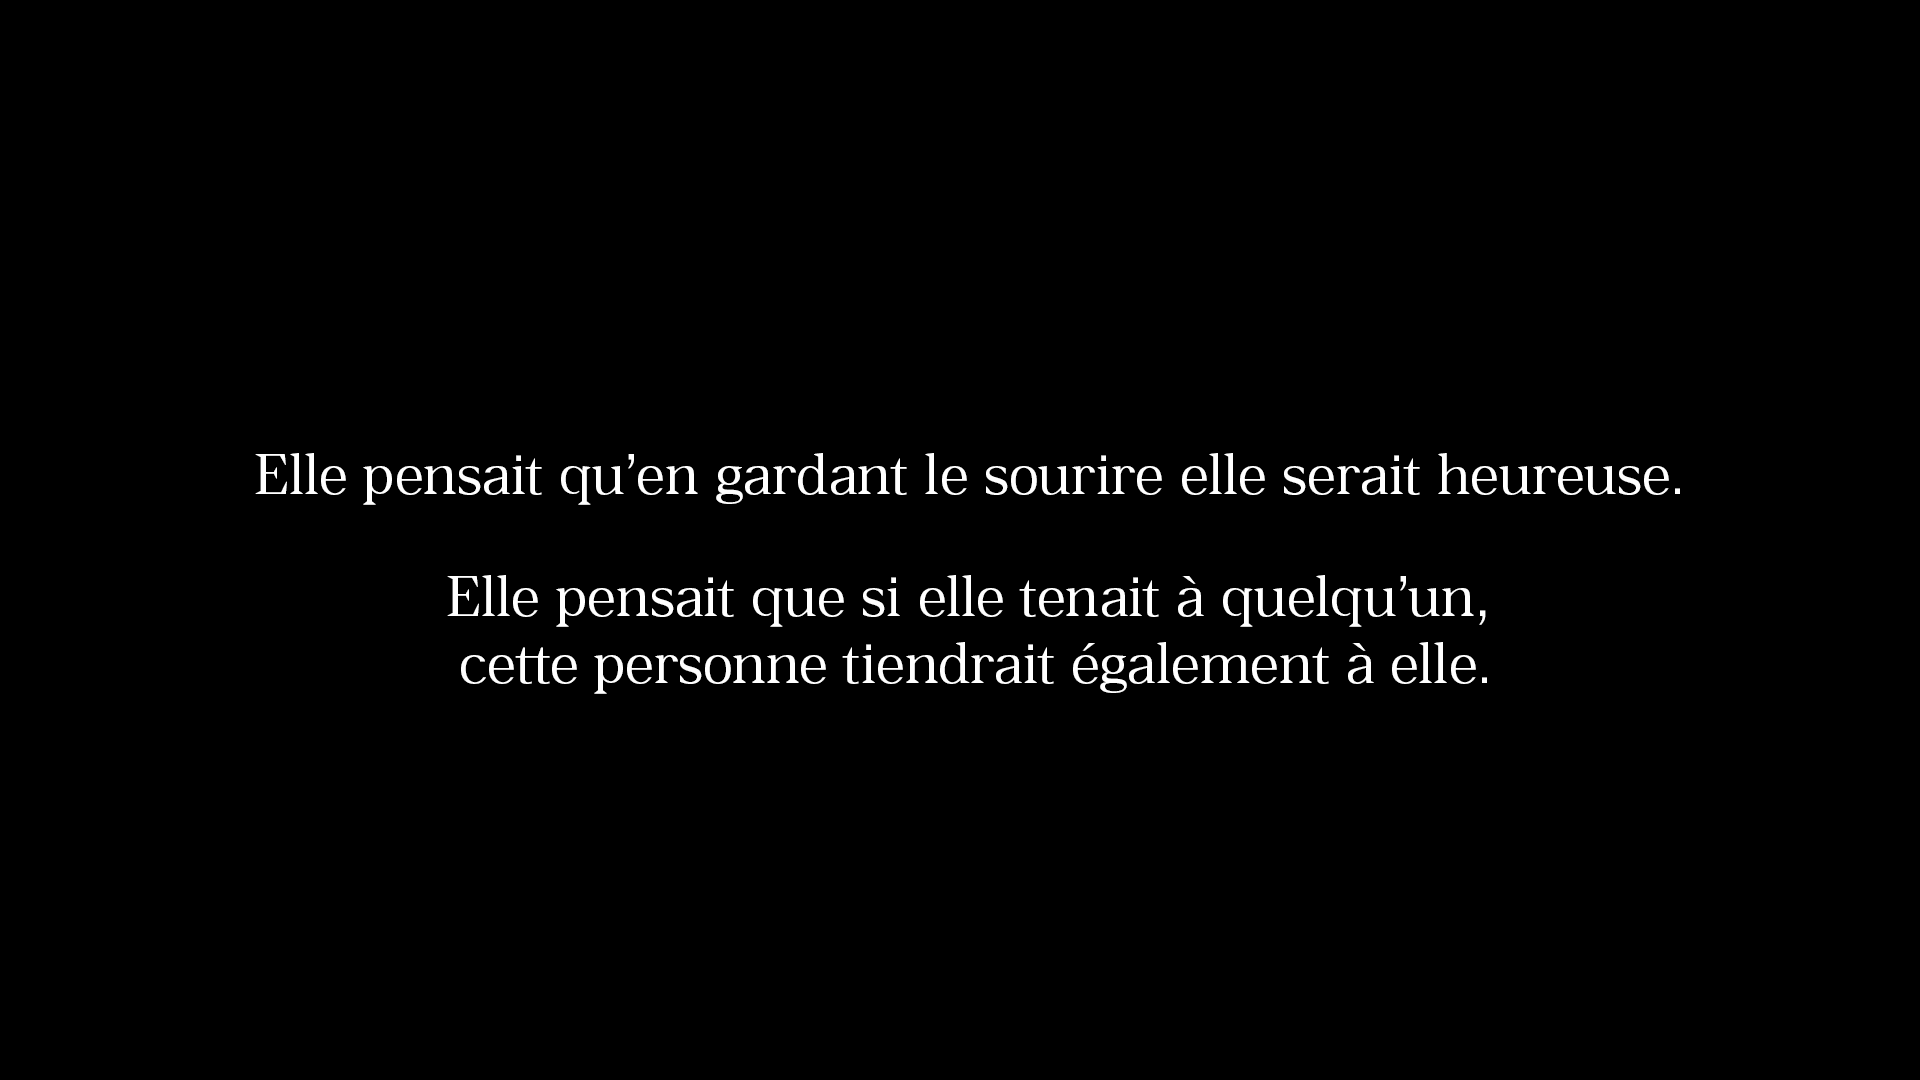 Elle pensait qu’en gardant le sourire elle serait heureuse.
Elle pensait que si elle tenait à quelqu’un,
cette personne tiendrait également à elle.